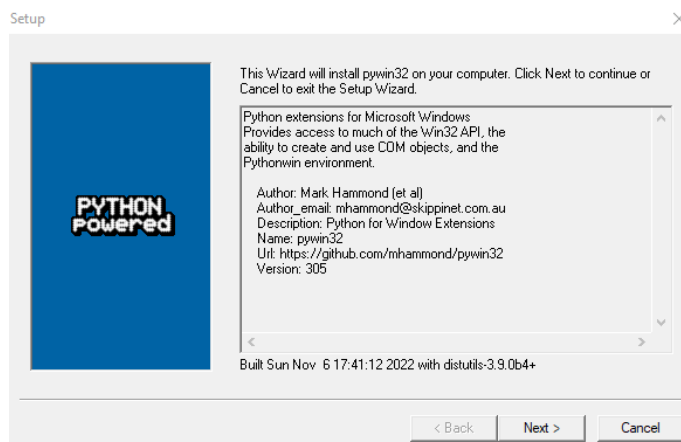 Setup
This Wizard will install pywin32 on your computer. Click Next to continue or
Cancel to exit the Setup Wizard.
Python extensions for Microsoft Windows
Provides access to much of the Win32 API, the
ability to create and use COM objects, and the
Pythonwin environment.
Author: Mark Hammond (et al)
Author_email: mhammond@skippinet.com.au
Description: Python for Window Extensions
Name: pywin32
Url: https://github.com/mhammond/pywin32
Version: 305
PYTHON
powered
Built Sun Nov  6 17:41:12 2022 with distutils-3.9.0b4+
< Back
Next >
Cancel